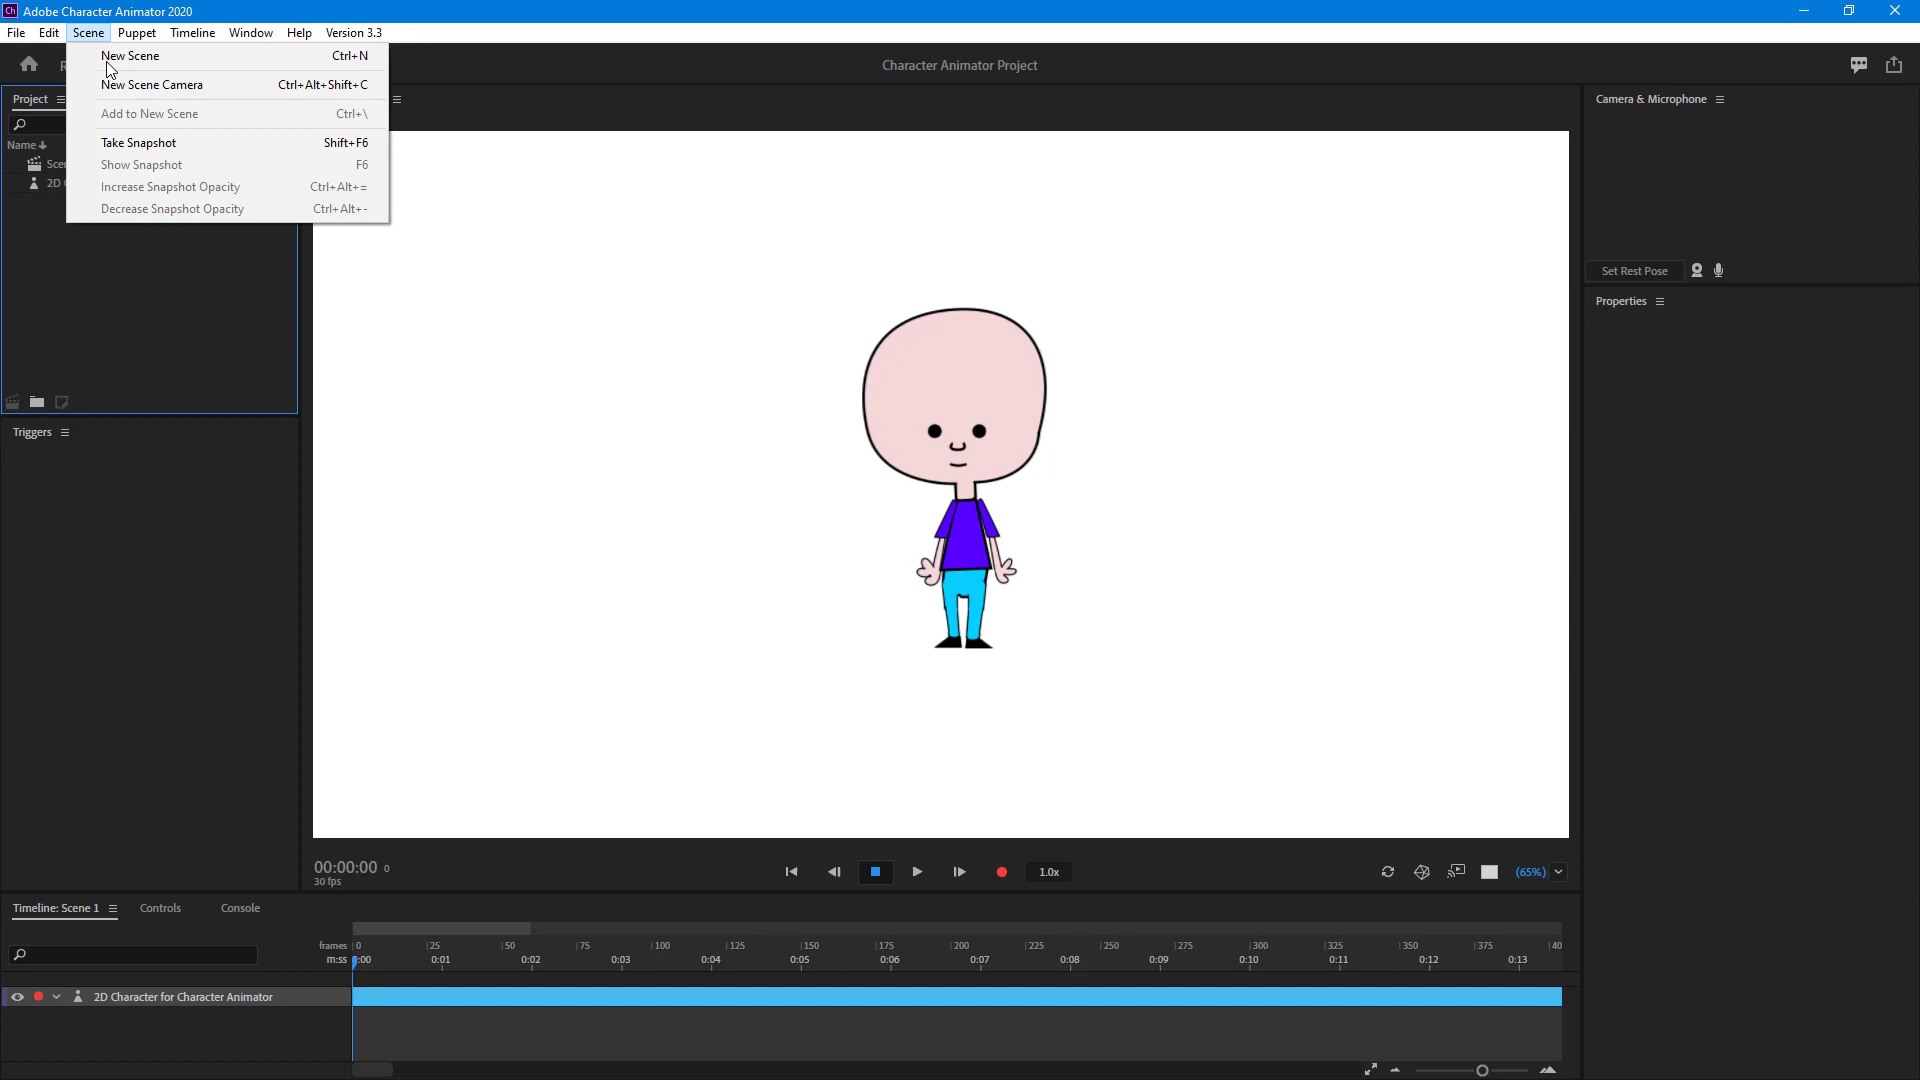 Ch Adobe Character Animator 2020
File Edit Scene Puppet Timeline Window Help Version 3.3
New Scene Ctrl+N
New Scene Camera Ctrl+Alt+Shift+C
Add to New Scene Ctrl+\
Take Snapshot Shift+F6
Show Snapshot F6
Increase Snapshot Opacity Ctrl+Alt+=
Decrease Snapshot Opacity Ctrl+Alt+-
Character Animator Project
Project
Name
2D
Camera & Microphone
Set Rest Pose
Properties
Triggers
00:00:00 0
30 fps
1.0x
(65%)
Timeline: Scene 1 Controls Console
frames 0 25 50 75 100 125 150 175 200 225 250 275 300 325 350 375 40
m:ss 0:01 0:02 0:03 0:04 0:05 0:06 0:07 0:08 0:09 0:10 0:11 0:12 0:13
2D Character for Character Animator